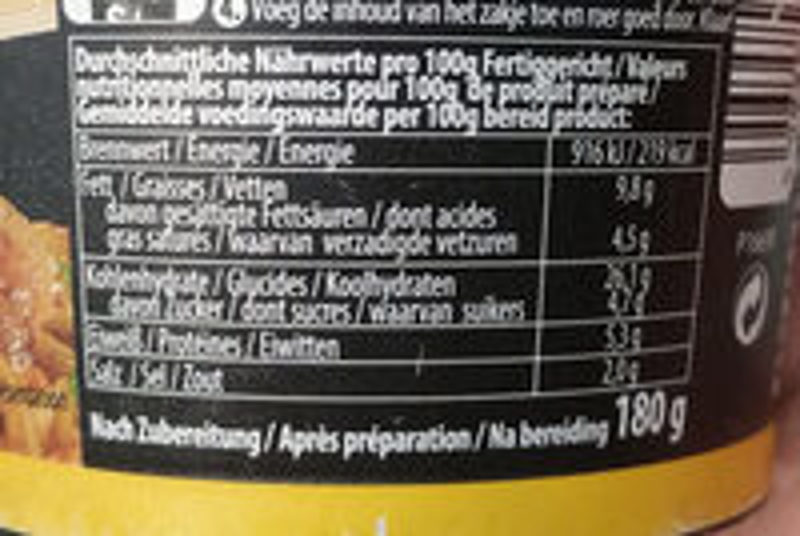 4. Voeg de inhoud van het zakje toe en roer goed door.
Durchschnittliche Nährwerte pro 100g Fertiggericht / Valeurs
nutritionnelles moyennes pour 100g de produit préparé /
Gemiddelde voedingswaarde per 100g bereid product:
Brennwert / Énergie / Energie 916 kJ / 219 kcal
Fett / Graisses / Vetten 9,8 g
davon gesättigte Fettsäuren / dont acides
gras saturés / waarvan verzadigde vetzuren 4,5 g
Kohlenhydrate / Glucides / Koolhydraten 26,1 g
davon Zucker / dont sucres / waarvan suikers
Eiweiß / Protéines / Eiwitten 5,3 g
Salz / Sel / Zout 2,0 g
Nach Zubereitung / Après préparation / Na bereiding 180 g